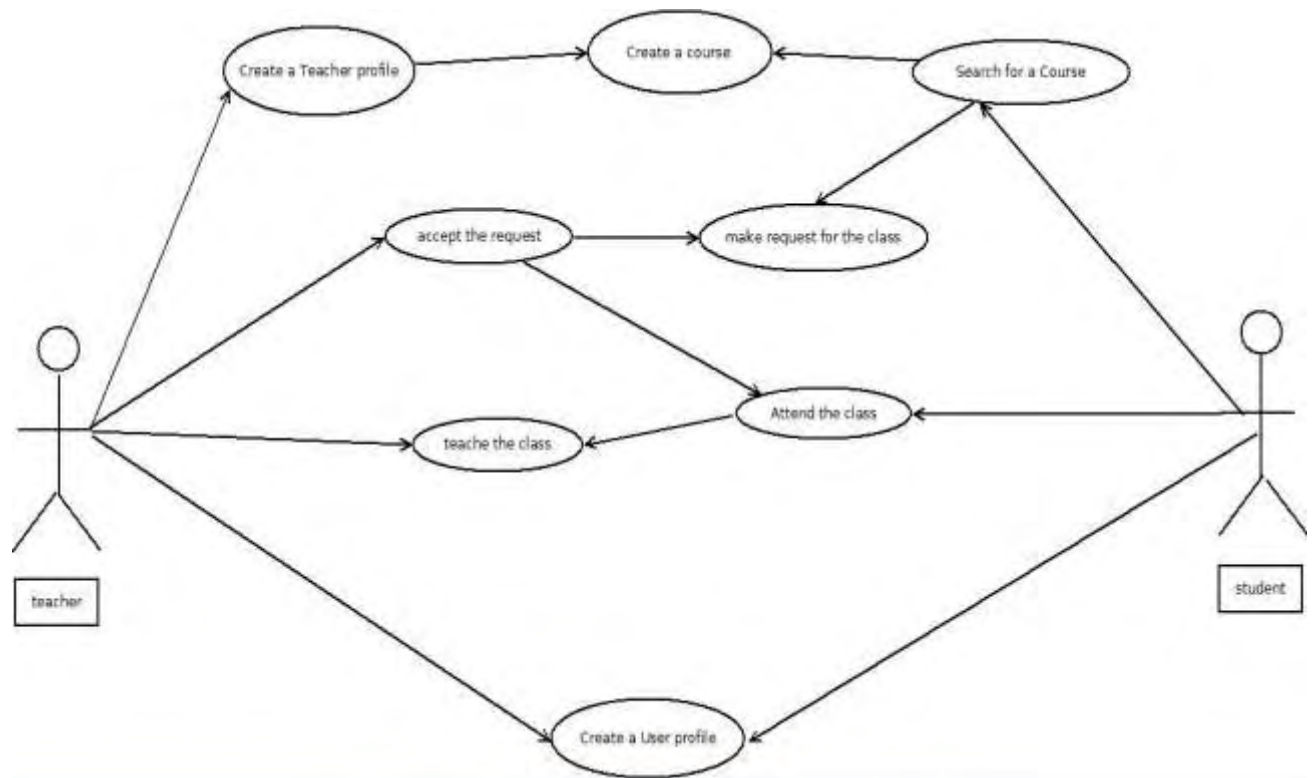 Create a Teacher profile
Create a course
Search for a Course
accept the request
make request for the class
Attend the class
teache the class
teacher
student
Create a User profile